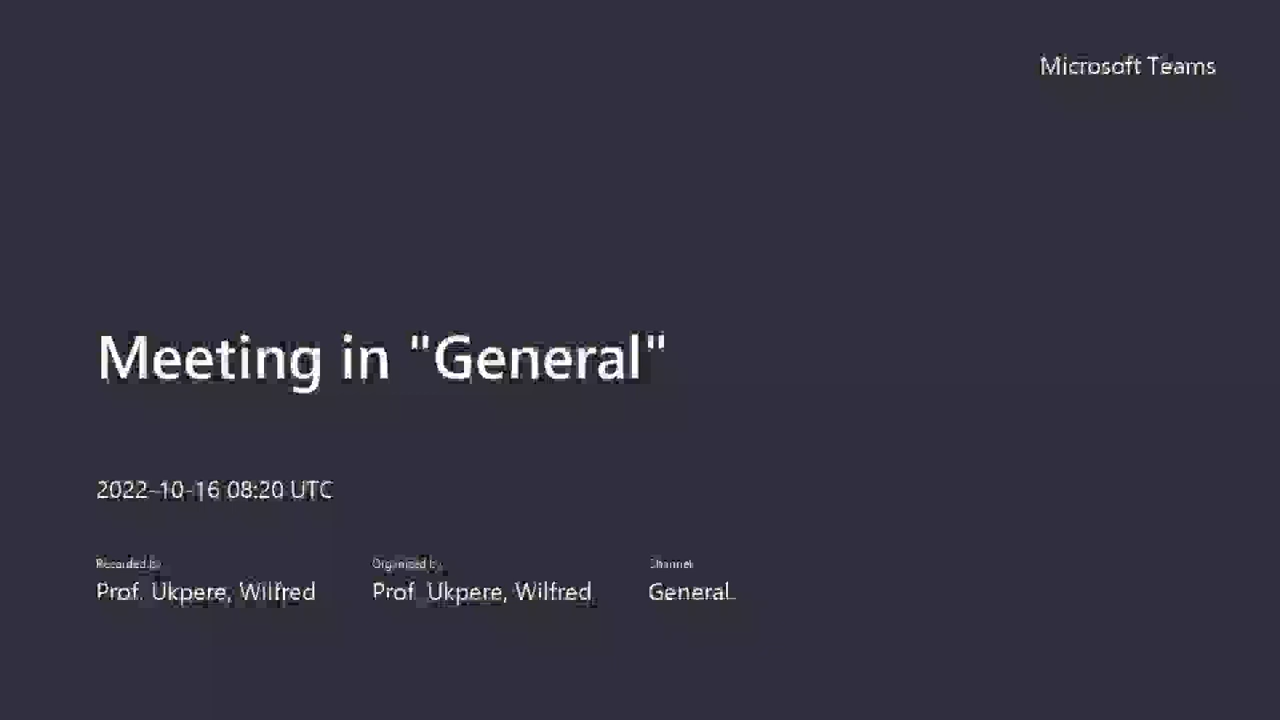 Microsoft Teams
Meeting in "General"
2022-10-16 08:20 UTC
Recorded by Organized by Channel
Prof. Ukpere, Wilfred Prof. Ukpere, Wilfred General